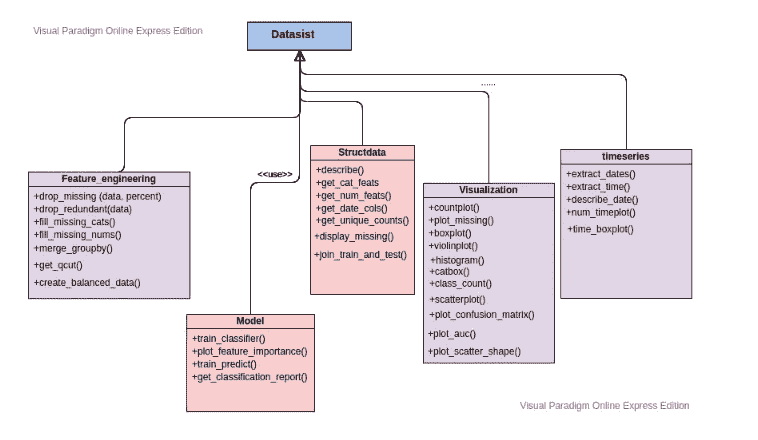 Visual Paradigm Online Express Edition
Datasist
......
<<use>>
Feature_engineering
+drop_missing (data, percent)
+drop_redundant(data)
+fill_missing_cats()
+fill_missing_nums()
+merge_groupby()
+get_qcut()
+create_balanced_data()
Structdata
+describe()
+get_cat_feats
+get_num_feats()
+get_date_cols()
+get_unique_counts()
+display_missing()
+join_train_and_test()
Visualization
+countplot()
+plot_missing()
+boxplot()
+violinplot()
+histogram()
+catbox()
+class_count()
+scatterplot()
+plot_confusion_matrix()
+plot_auc()
+plot_scatter_shape()
timeseries
+extract_dates()
+extract_time()
+describe_date()
+num_timeplot()
+time_boxplot()
Model
+train_classifier()
+plot_feature_importance()
+train_predict()
+get_classification_report()
Visual Paradigm Online Express Edition